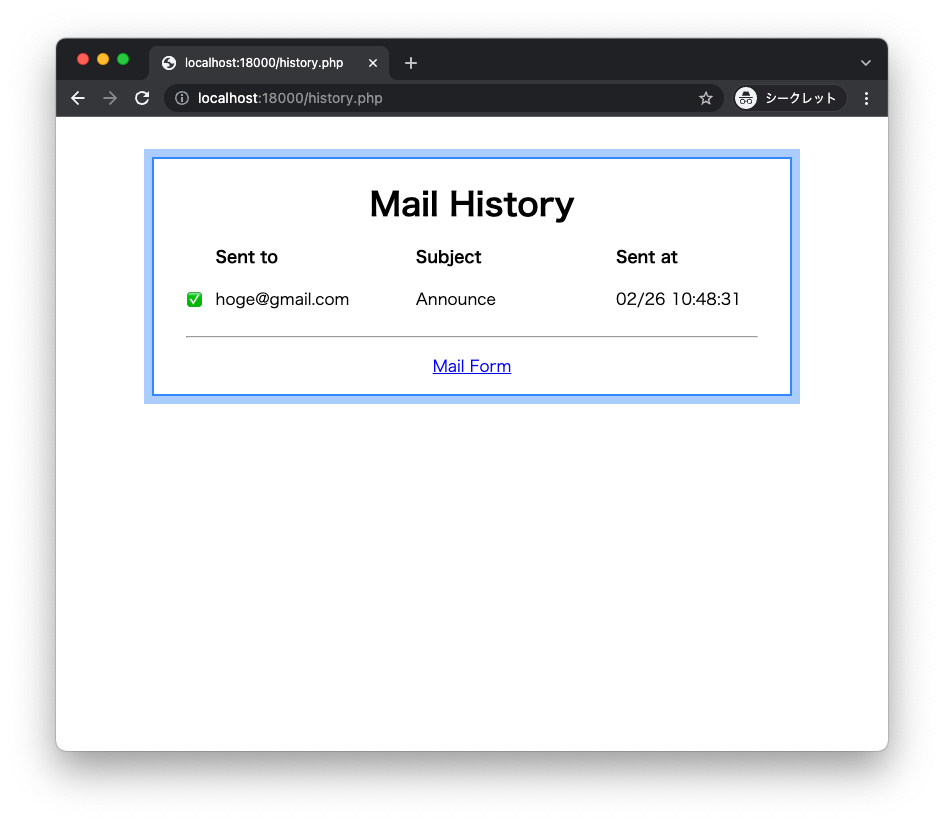 localhost:18000/history.php
localhost:18000/history.php シークレット
Mail History
Sent to Subject Sent at
✅ hoge@gmail.com Announce 02/26 10:48:31
Mail Form